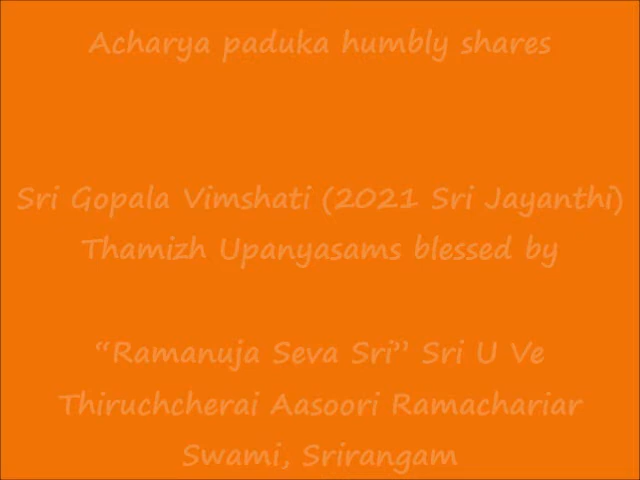 Acharya paduka humbly shares
Sri Gopala Vimshati (2021 Sri Jayanthi)
Thamizh Upanyasams blessed by
“Ramanuja Seva Sri” Sri U Ve
Thiruchcherai Aasoori Ramachariar
Swami, Srirangam